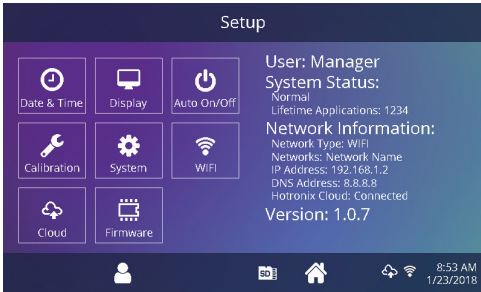 Setup
Date & Time
Display
Auto On/Off
Calibration
System
WIFI
Cloud
Firmware
User: Manager
System Status:
Normal
Lifetime Applications: 1234
Network Information:
Network Type: WIFI
Networks: Network Name
IP Address: 192.168.1.2
DNS Address: 8.8.8.8
Hotronix Cloud: Connected
Version: 1.0.7
SD
8:53 AM
1/23/2018